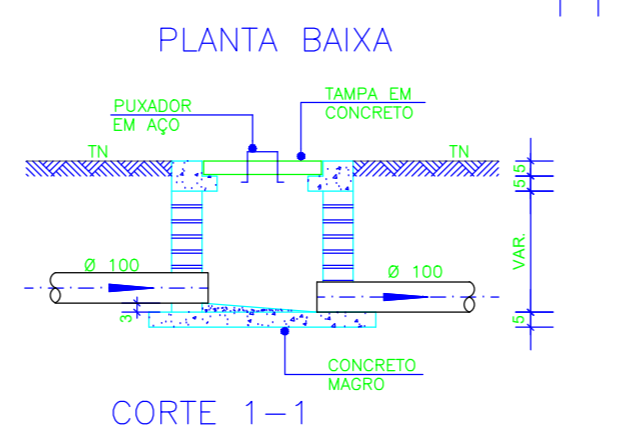 PLANTA BAIXA
PUXADOR
EM AÇO
TAMPA EM
CONCRETO
TN
TN
5
5
VAR.
Ø 100
Ø 100
3
5
CONCRETO
MAGRO
CORTE 1-1